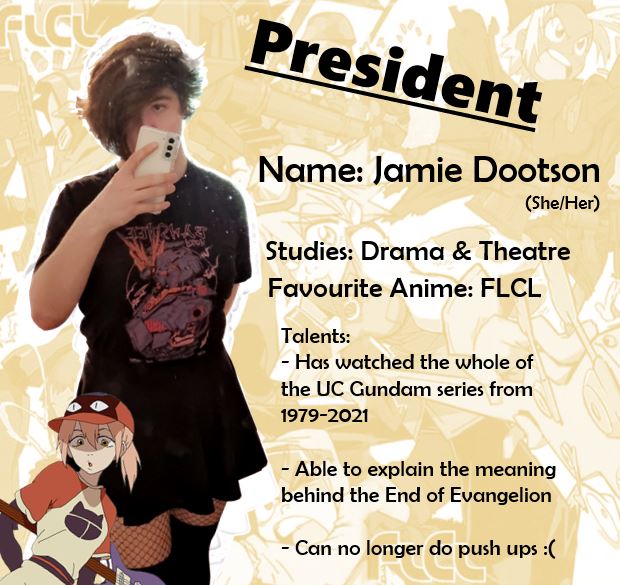 FLCL
President
Name: Jamie Dootson
(She/Her)
Studies: Drama & Theatre
Favourite Anime: FLCL
Talents:
- Has watched the whole of
the UC Gundam series from
1979-2021
- Able to explain the meaning
behind the End of Evangelion
- Can no longer do push ups :(
FLCL